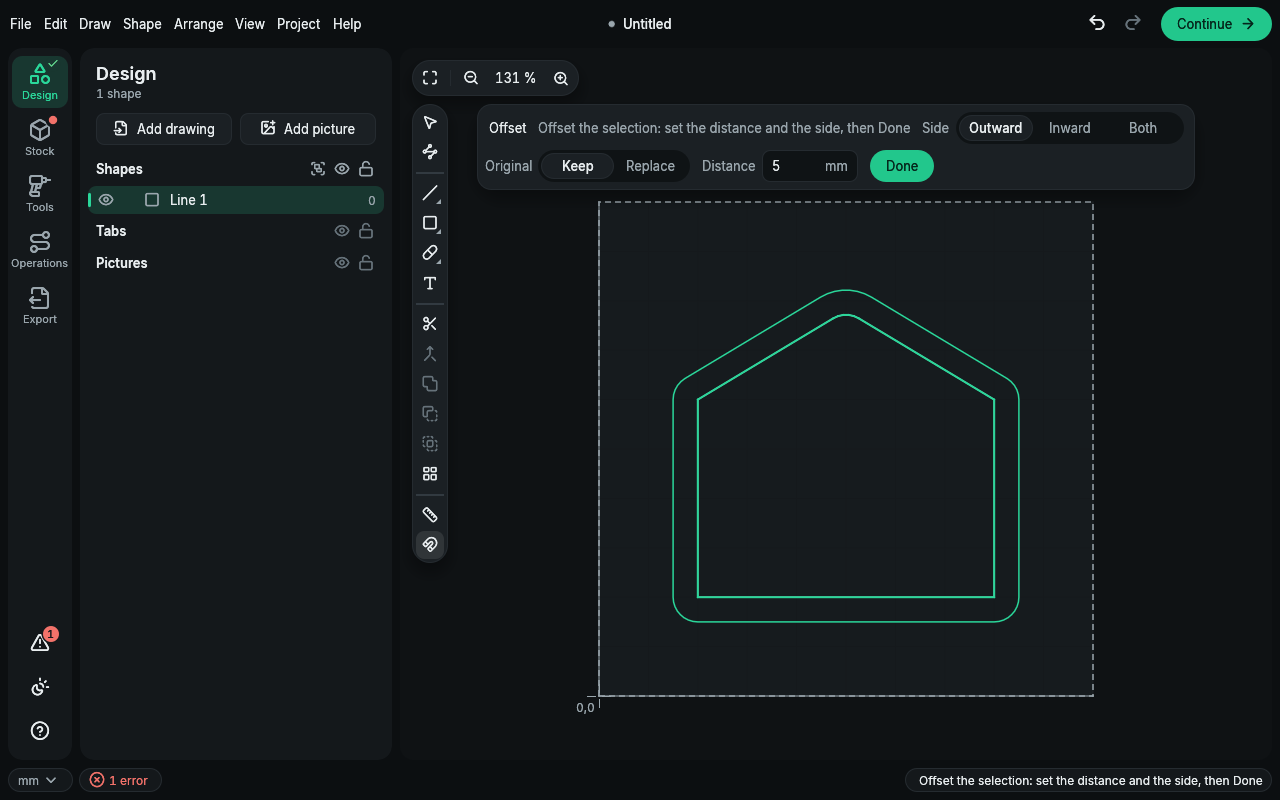 File Edit Draw Shape Arrange View Project Help
Untitled
Continue
Design
Stock
Tools
Operations
Export
1
Design
1 shape
Add drawing
Add picture
Shapes
Line 1 0
Tabs
Pictures
131 %
Offset Offset the selection: set the distance and the side, then Done Side Outward Inward Both
Original Keep Replace Distance 5 mm Done
0,0
mm
1 error
Offset the selection: set the distance and the side, then Done